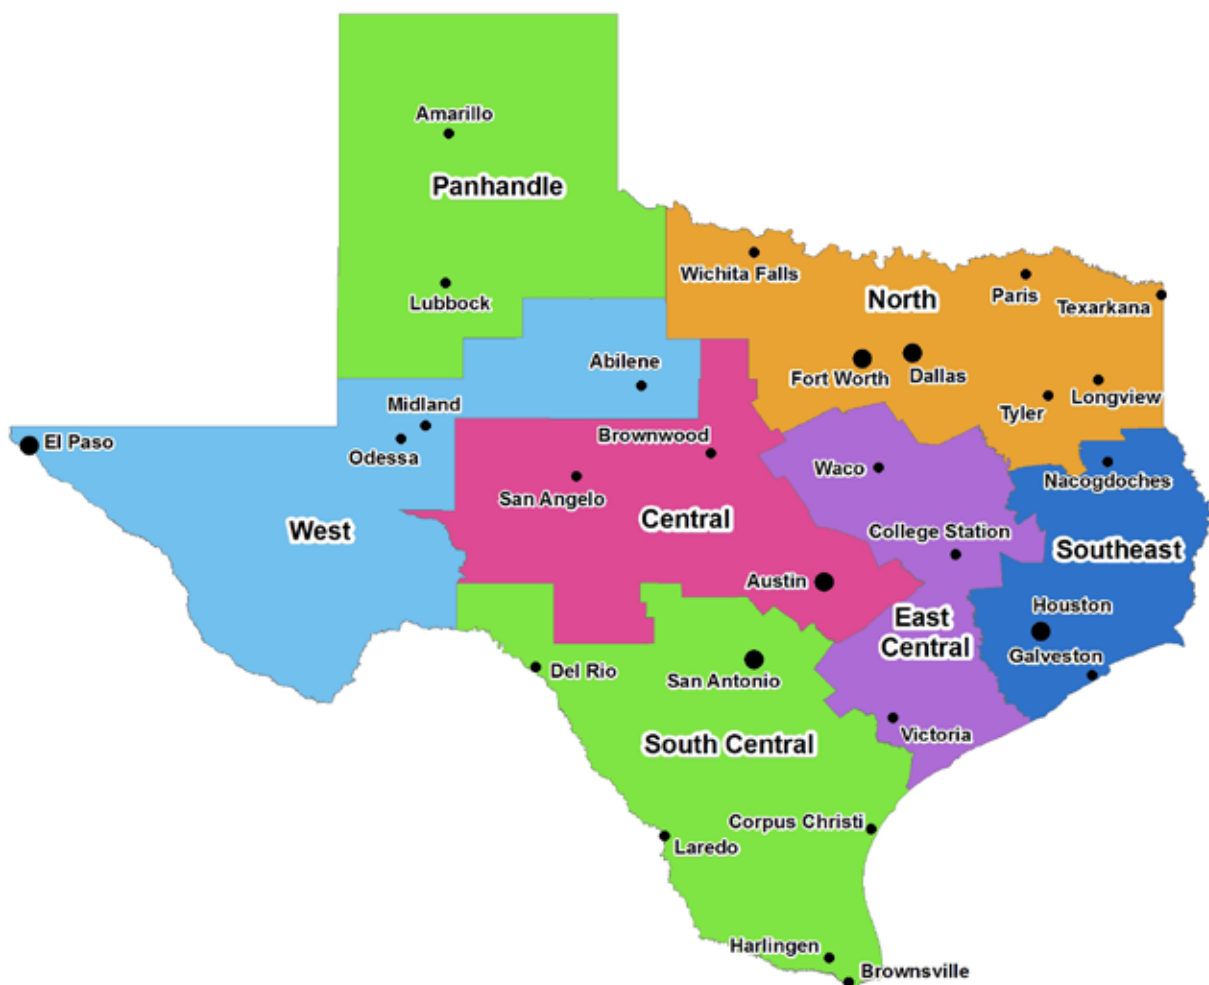 Amarillo
Panhandle
Lubbock
Wichita Falls
North
Paris
Texarkana
Abilene
Fort Worth
Dallas
Longview
Tyler
Midland
El Paso
Odessa
Brownwood
San Angelo
Waco
Nacogdoches
West
Central
College Station
Southeast
Austin
Houston
East
Central
Galveston
Del Rio
San Antonio
South Central
Victoria
Corpus Christi
Laredo
Harlingen
Brownsville